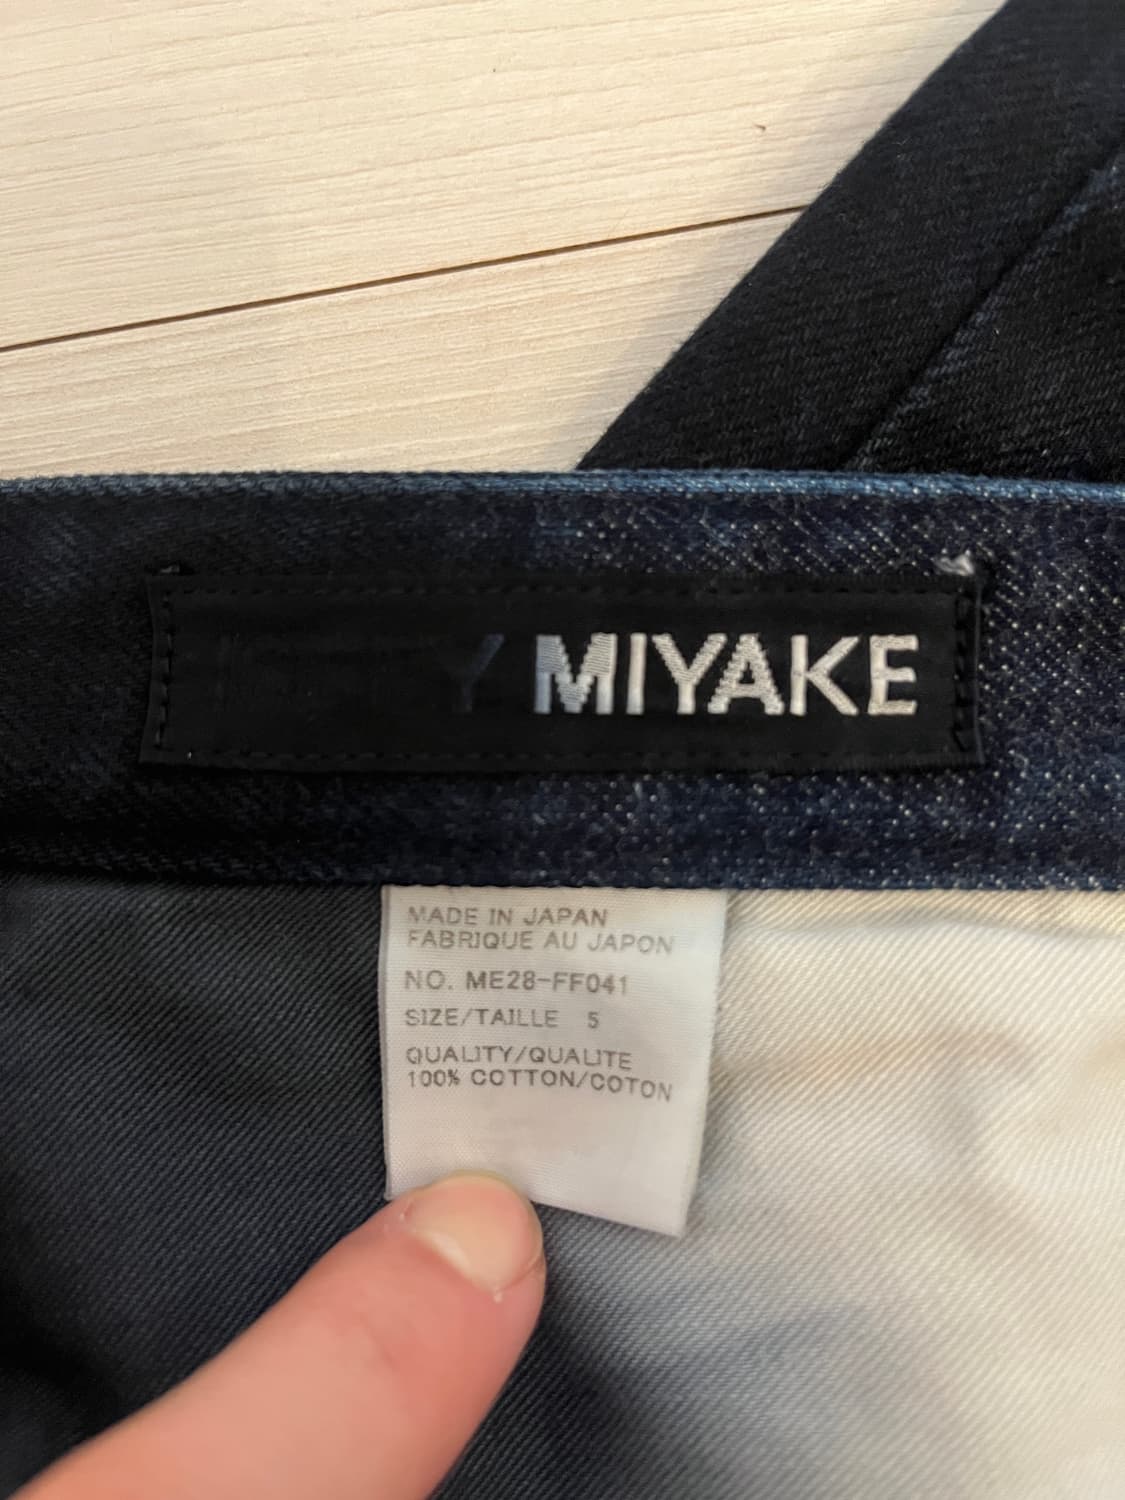 Y MIYAKE
MADE IN JAPAN
FABRIQUE AU JAPON
NO. ME28-FF041
SIZE/TAILLE 5
QUALITY/QUALITE
100% COTTON/COTON